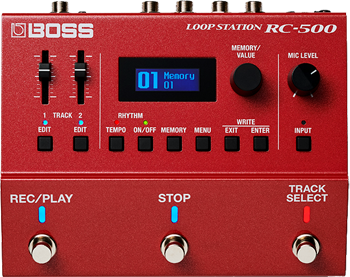 BOSS
LOOP STATION RC-500
MEMORY/
VALUE
MIC LEVEL
01 Memory
01
1 TRACK 2
RHYTHM
WRITE
EDIT EDIT TEMPO ON/OFF MEMORY MENU EXIT ENTER INPUT
REC/PLAY
STOP
TRACK
SELECT